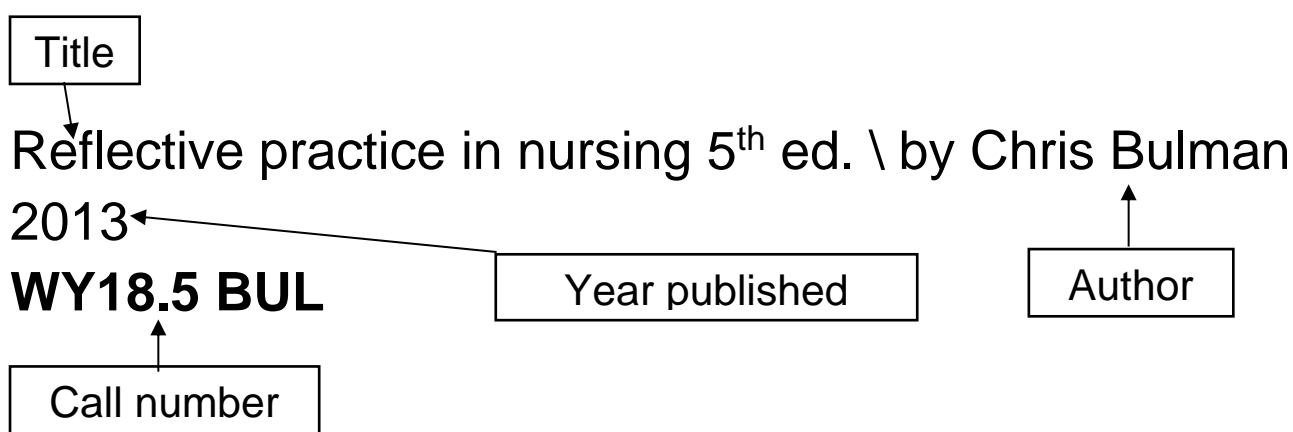 Title
Reflective practice in nursing 5th ed. \ by Chris Bulman
2013
WY18.5 BUL
Year published
Author
Call number